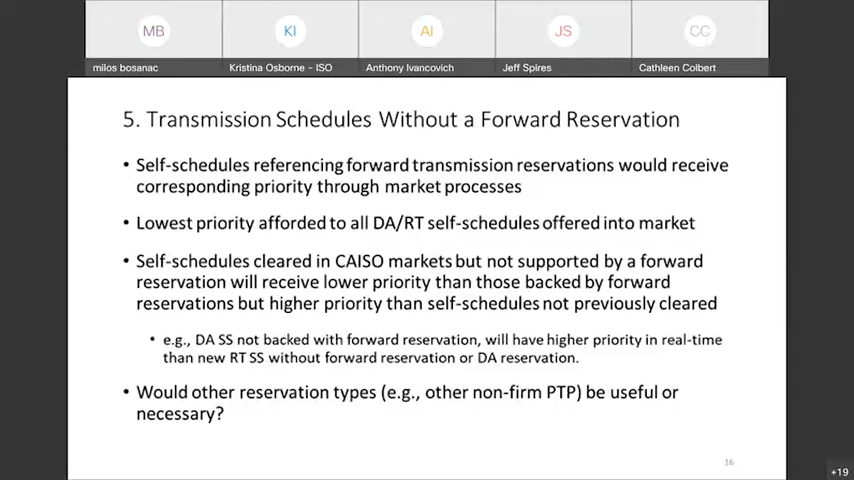 MB
KI
AI
JS
CC
milos bosanac
Kristina Osborne - ISO
Anthony Ivancovich
Jeff Spires
Cathleen Colbert
5. Transmission Schedules Without a Forward Reservation
• Self-schedules referencing forward transmission reservations would receive
corresponding priority through market processes
• Lowest priority afforded to all DA/RT self-schedules offered into market
• Self-schedules cleared in CAISO markets but not supported by a forward
reservation will receive lower priority than those backed by forward
reservations but higher priority than self-schedules not previously cleared
• e.g., DA SS not backed with forward reservation, will have higher priority in real-time
than new RT SS without forward reservation or DA reservation.
• Would other reservation types (e.g., other non-firm PTP) be useful or
necessary?
16
+19